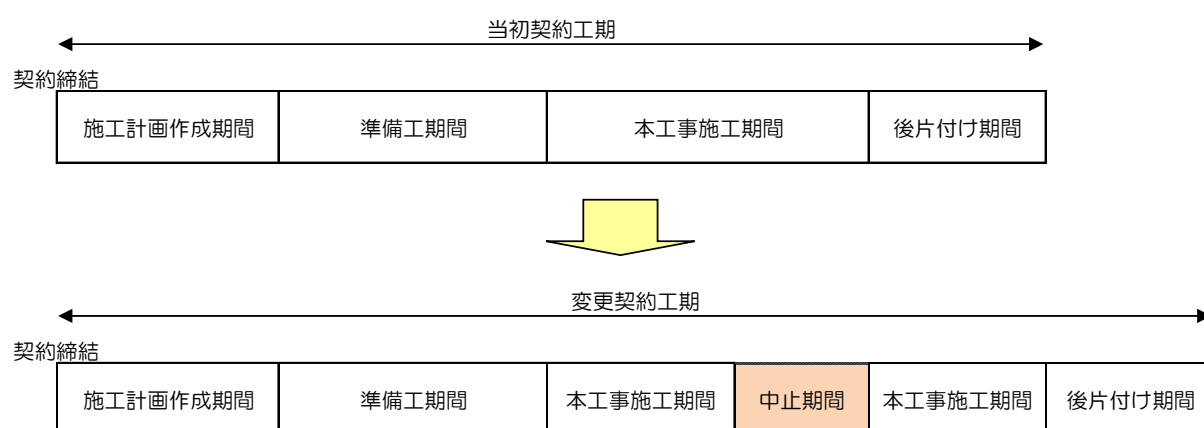 当初契約工期
契約締結
施工計画作成期間 準備工期間 本工事施工期間 後片付け期間
変更契約工期
契約締結
施工計画作成期間 準備工期間 本工事施工期間 中止期間 本工事施工期間 後片付け期間